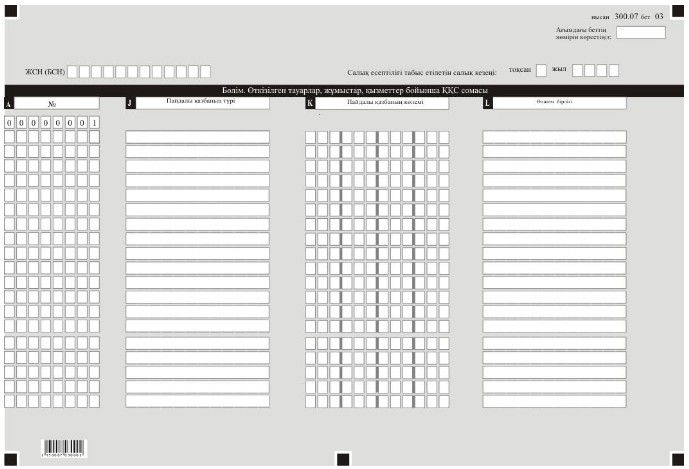 нысан 300.07 бет 03
Ағымдағы беттің
нөмірін көрсетіңіз:
ЖСН (БСН)
Салық есептілігі табыс етілетін салық кезеңі: тоқсан жыл
Бөлім. Өткізілген тауарлар, жұмыстар, қызметтер бойынша ҚҚС сомасы
A № J Пайдалы қазбаның түрі K Пайдалы қазбаның көлемі L Өлшем бірлігі
0 0 0 0 0 0 0 1